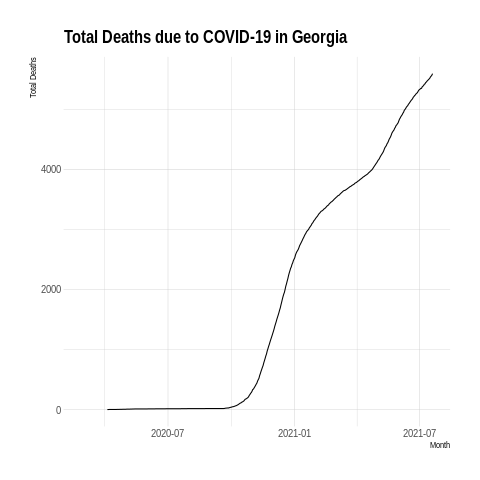 Total Deaths due to COVID-19 in Georgia
Total Deaths
4000
2000
0
2020-07
2021-01
2021-07
Month